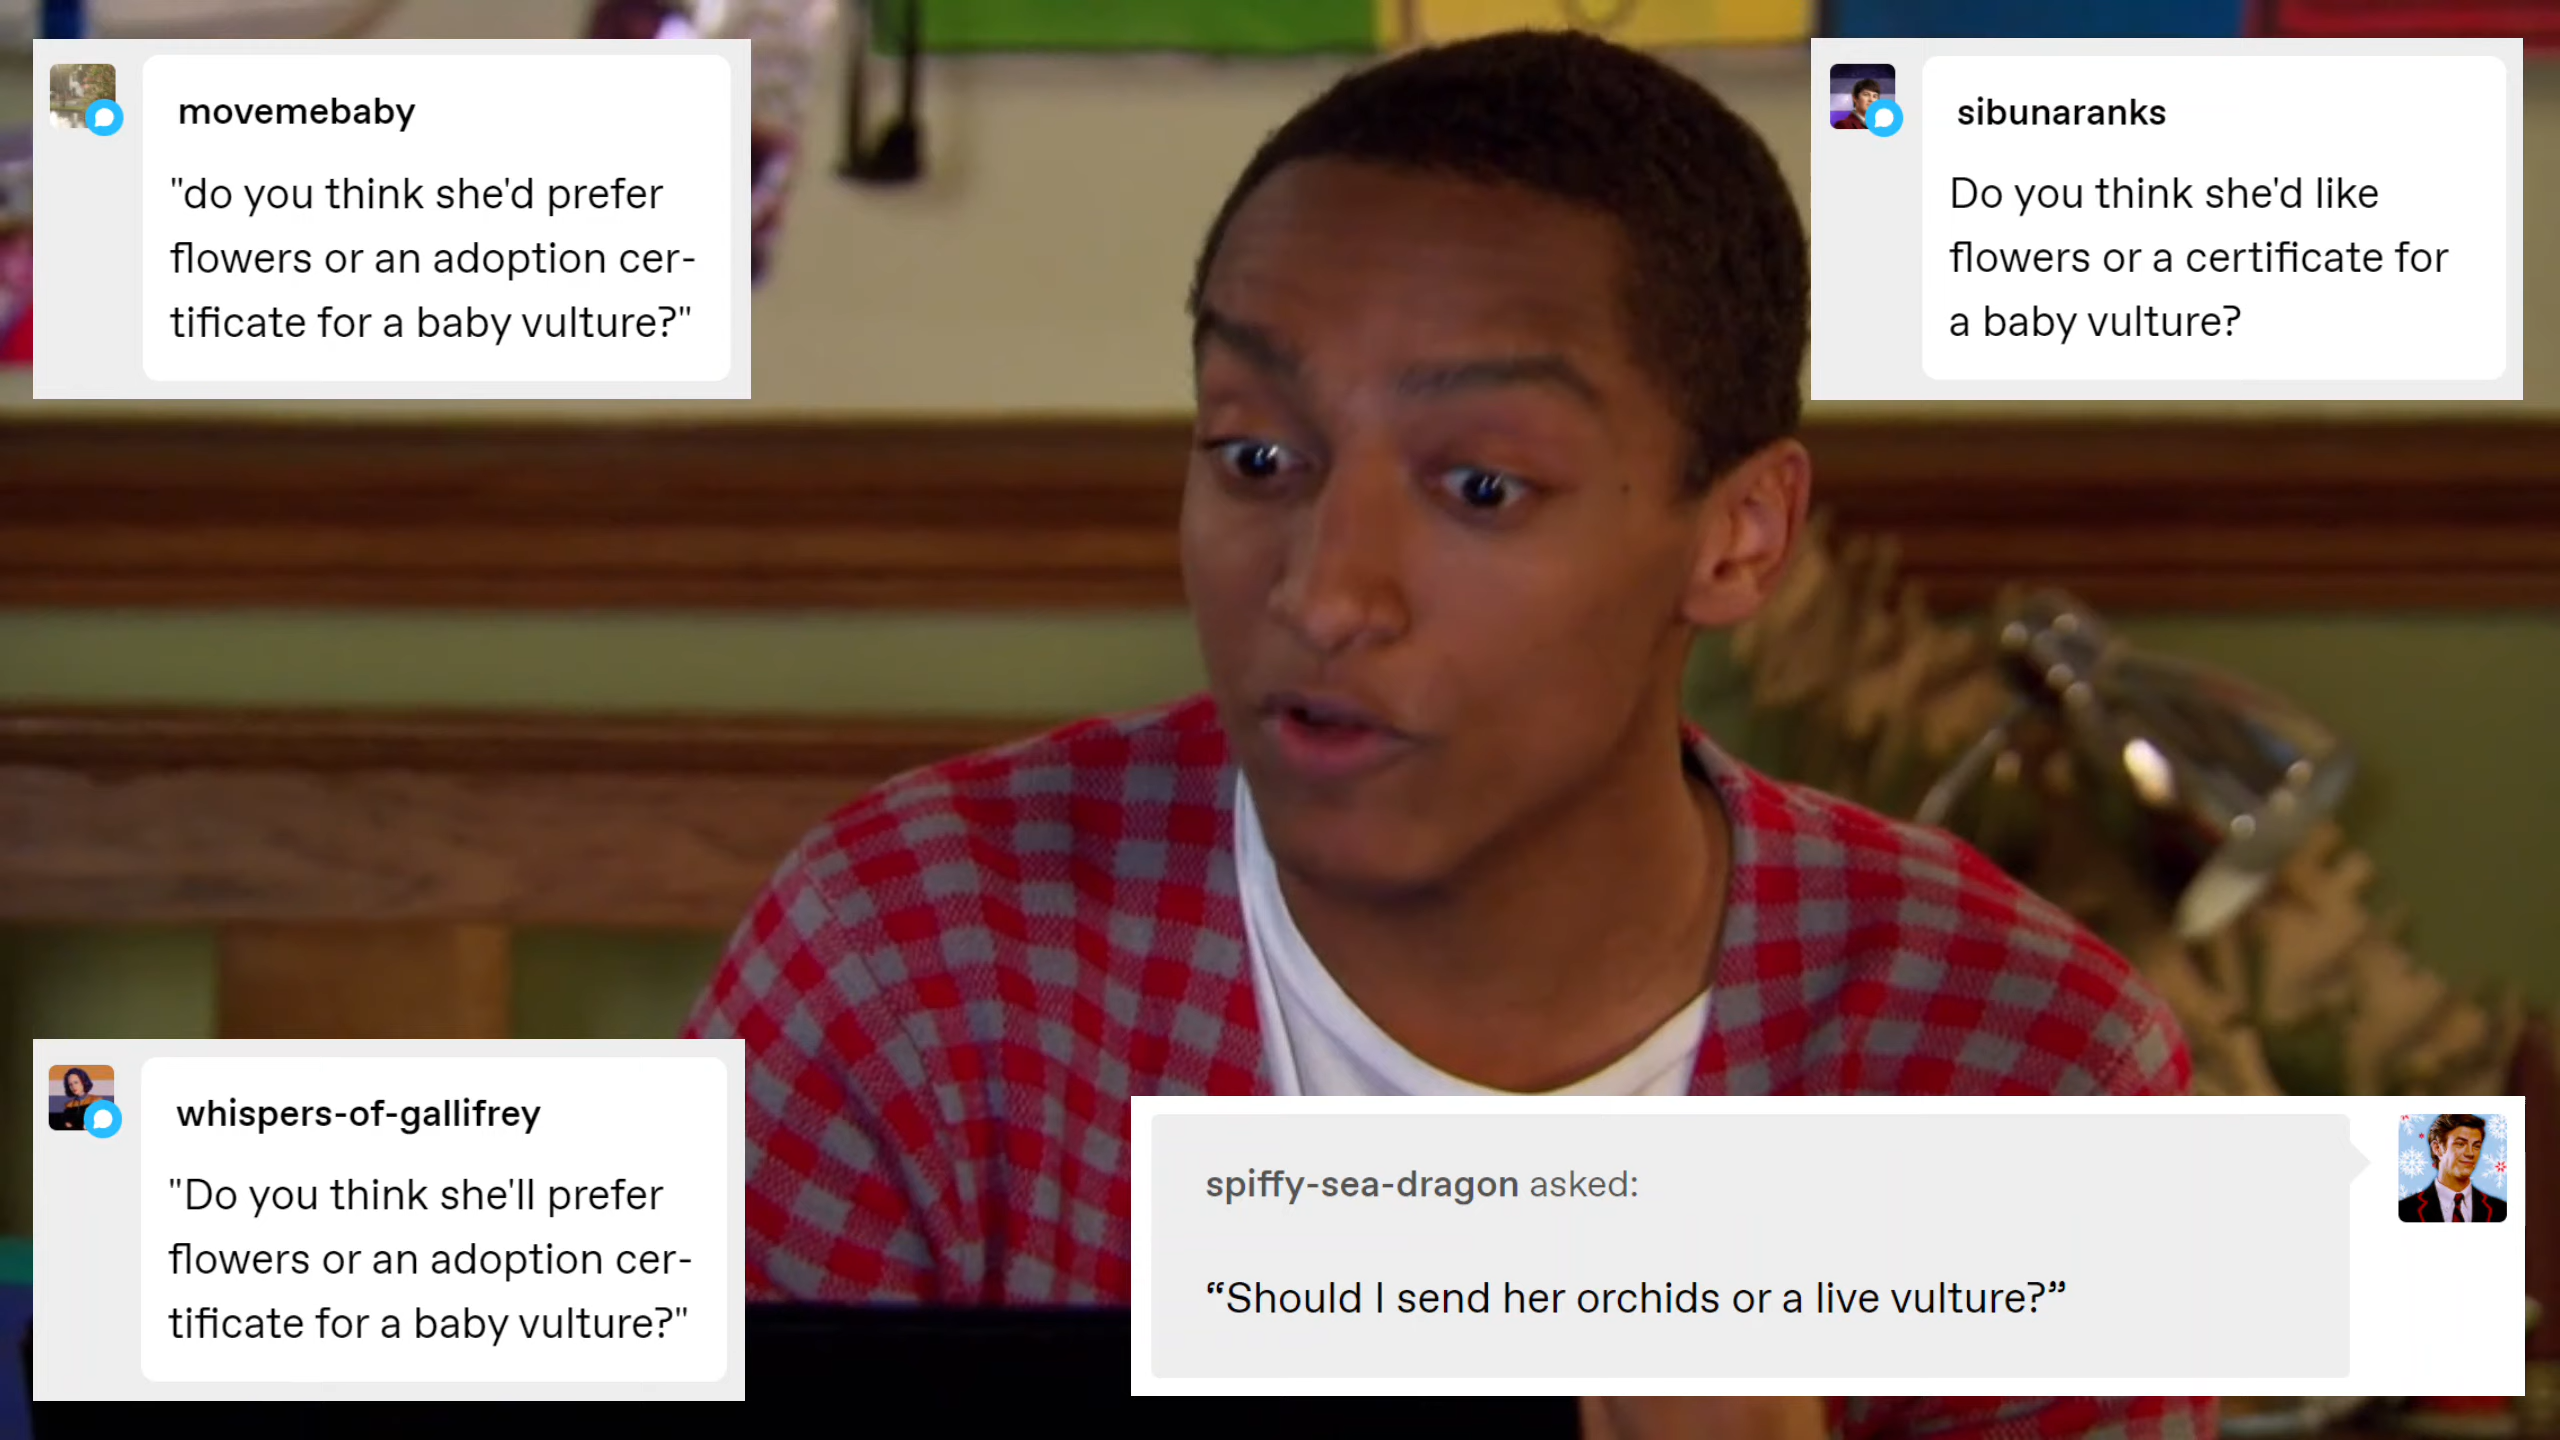 movemebaby
"do you think she'd prefer
flowers or an adoption cer-
tificate for a baby vulture?"
sibunaranks
Do you think she'd like
flowers or a certificate for
a baby vulture?
whispers-of-gallifrey
"Do you think she'll prefer
flowers or an adoption cer-
tificate for a baby vulture?"
spiffy-sea-dragon asked:
“Should I send her orchids or a live vulture?”